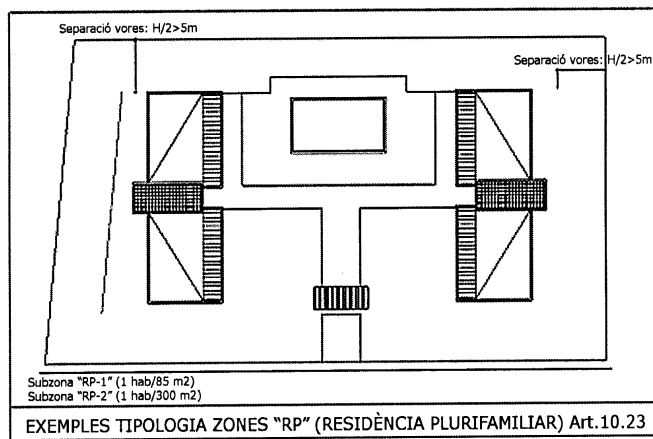 Separació vores: H/2>5m
Separació vores: H/2>5m
Subzona "RP-1" (1 hab/85 m2)
Subzona "RP-2" (1 hab/300 m2)
EXEMPLES TIPOLOGIA ZONES "RP" (RESIDÈNCIA PLURIFAMILIAR) Art.10.23